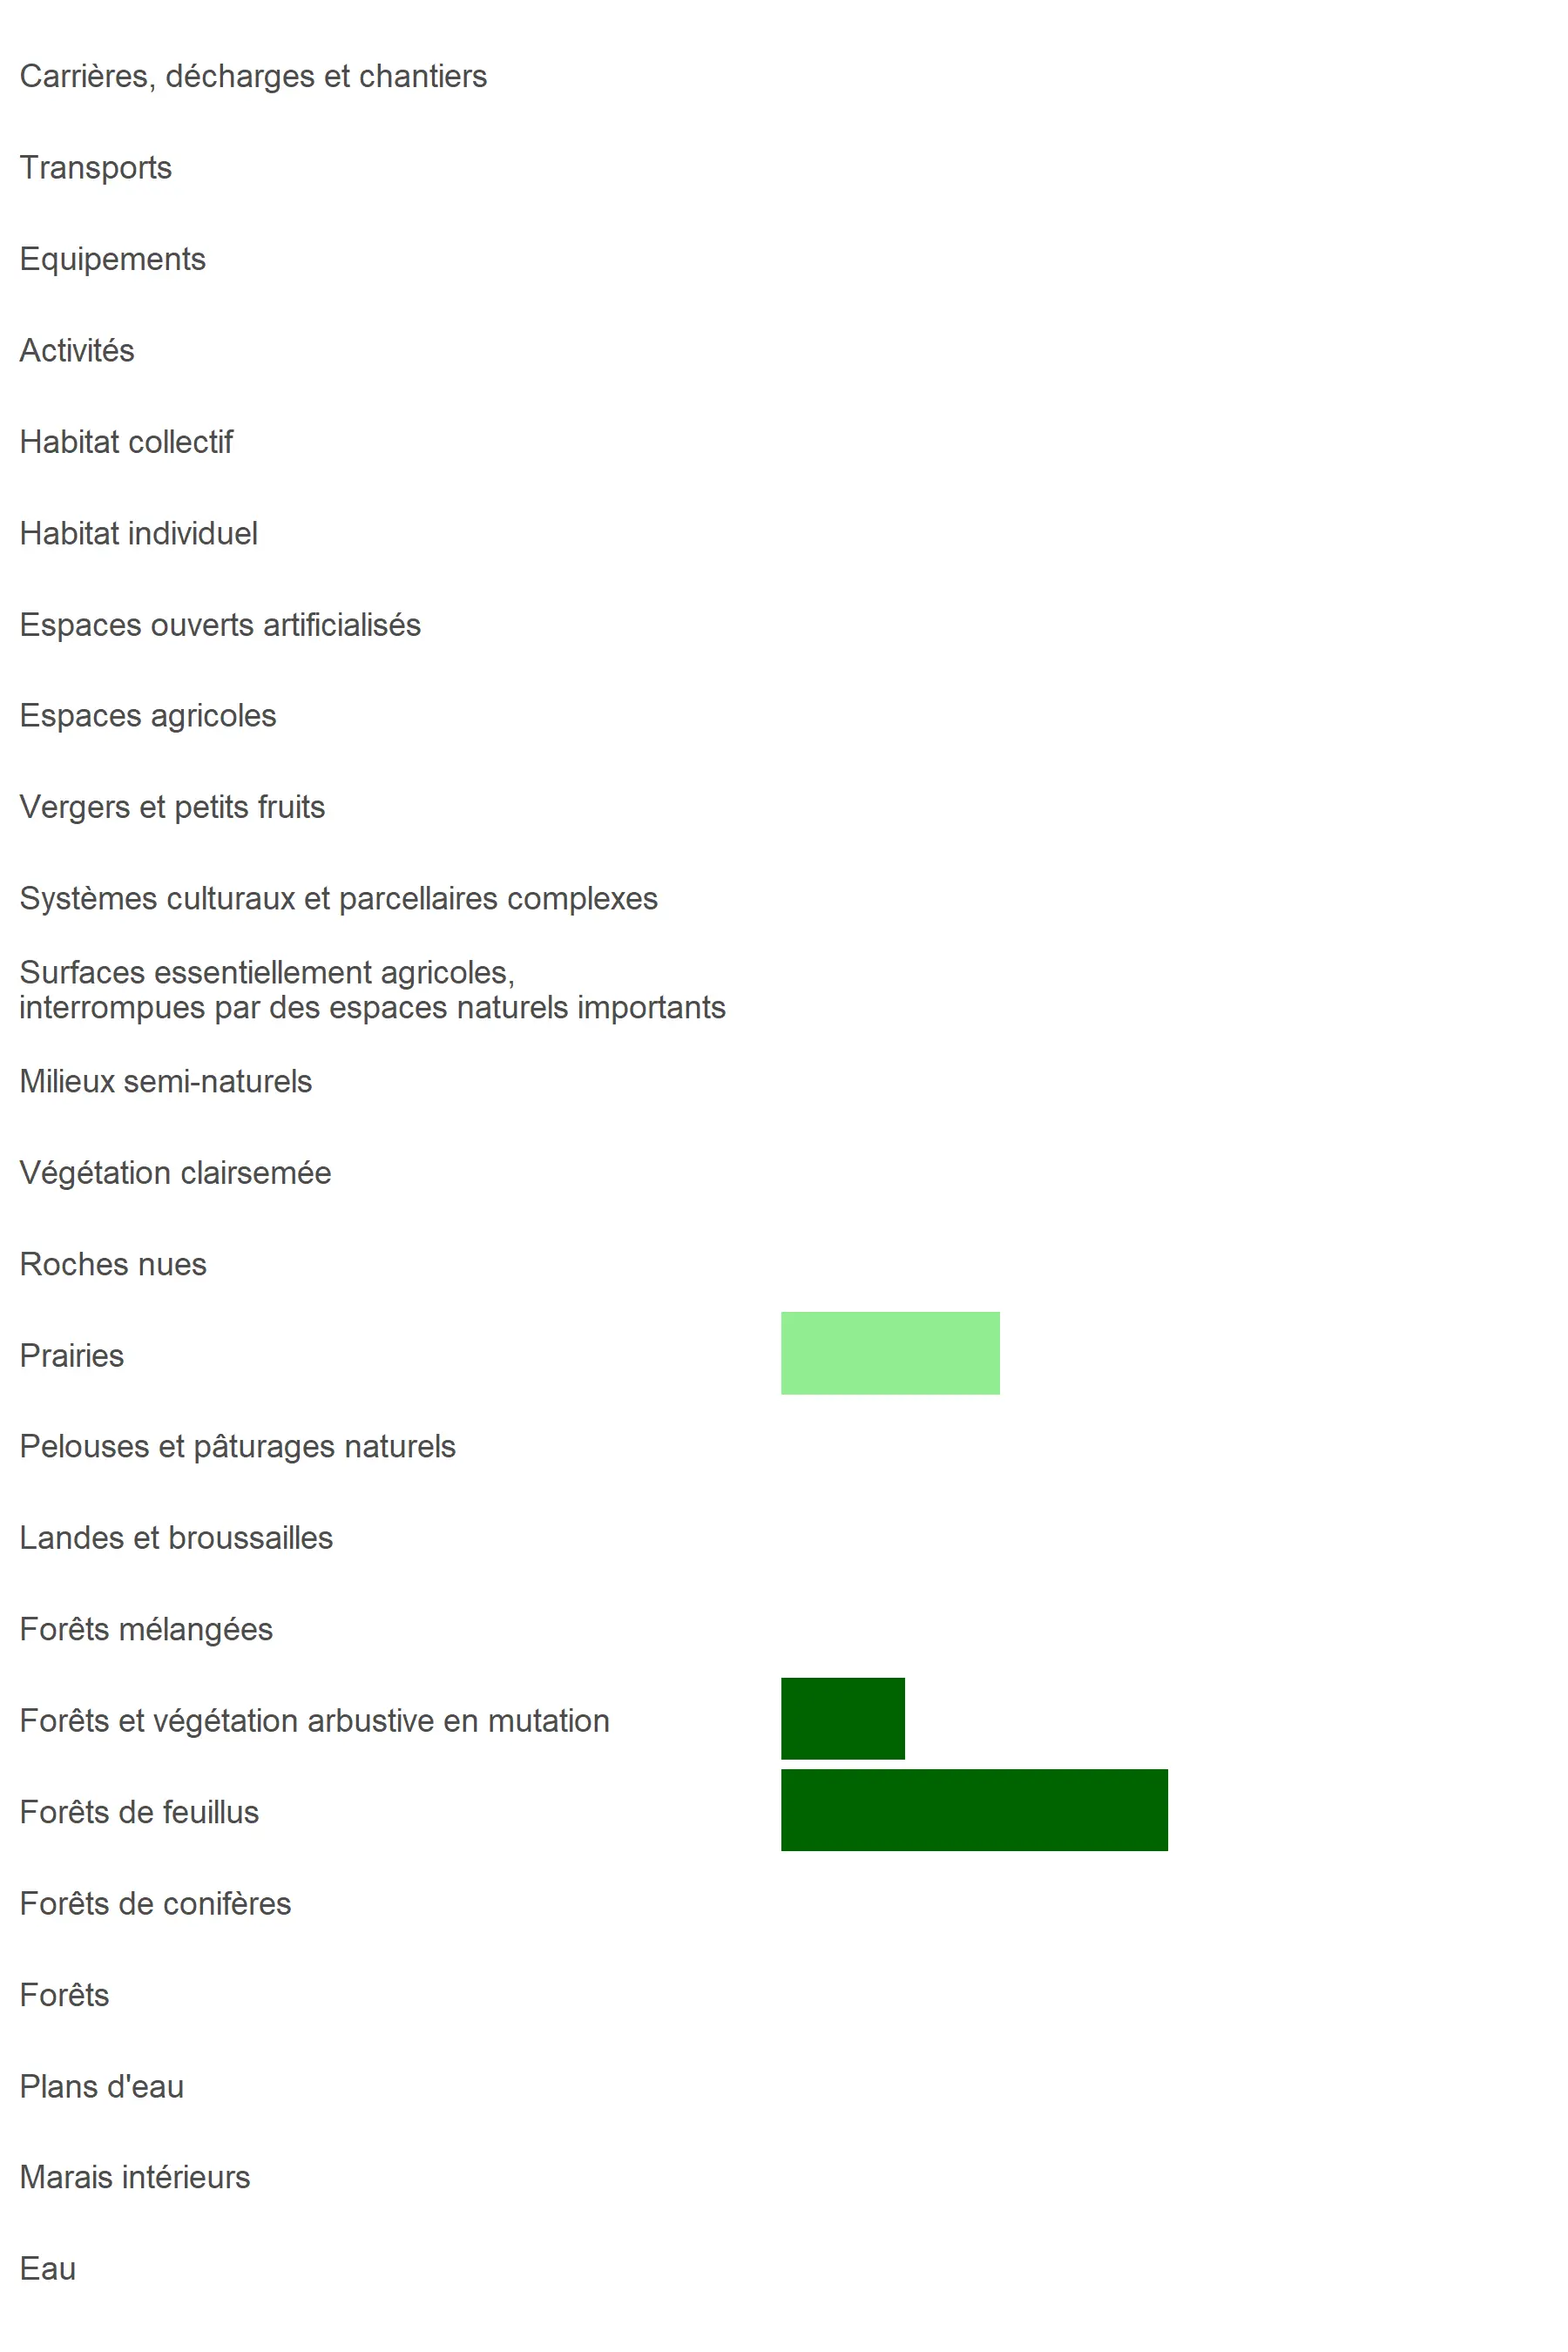 Carrières, décharges et chantiers
Transports
Equipements
Activités
Habitat collectif
Habitat individuel
Espaces ouverts artificialisés
Espaces agricoles
Vergers et petits fruits
Systèmes culturaux et parcellaires complexes
Surfaces essentiellement agricoles,
interrompues par des espaces naturels importants
Milieux semi-naturels
Végétation clairsemée
Roches nues
Prairies
Pelouses et pâturages naturels
Landes et broussailles
Forêts mélangées
Forêts et végétation arbustive en mutation
Forêts de feuillus
Forêts de conifères
Forêts
Plans d'eau
Marais intérieurs
Eau